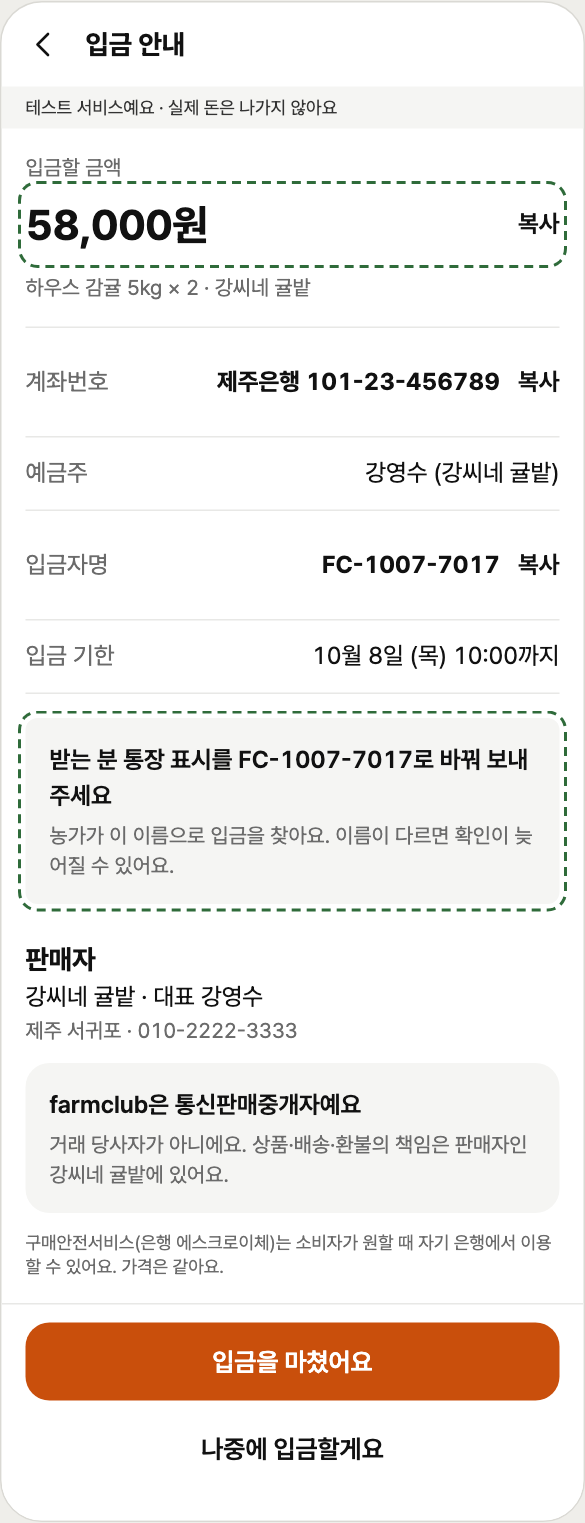 입금 안내
테스트 서비스예요 · 실제 돈은 나가지 않아요
입금할 금액
58,000원 복사
하우스 감귤 5kg × 2 · 강씨네 귤밭
계좌번호 제주은행 101-23-456789 복사
예금주 강영수 (강씨네 귤밭)
입금자명 FC-1007-7017 복사
입금 기한 10월 8일 (목) 10:00까지
받는 분 통장 표시를 FC-1007-7017로 바꿔 보내
주세요
농가가 이 이름으로 입금을 찾아요. 이름이 다르면 확인이 늦
어질 수 있어요.
판매자
강씨네 귤밭 · 대표 강영수
제주 서귀포 · 010-2222-3333
farmclub은 통신판매중개자예요
거래 당사자가 아니에요. 상품·배송·환불의 책임은 판매자인
강씨네 귤밭에 있어요.
구매안전서비스(은행 에스크로이체)는 소비자가 원할 때 자기 은행에서 이용
할 수 있어요. 가격은 같아요.
입금을 마쳤어요
나중에 입금할게요